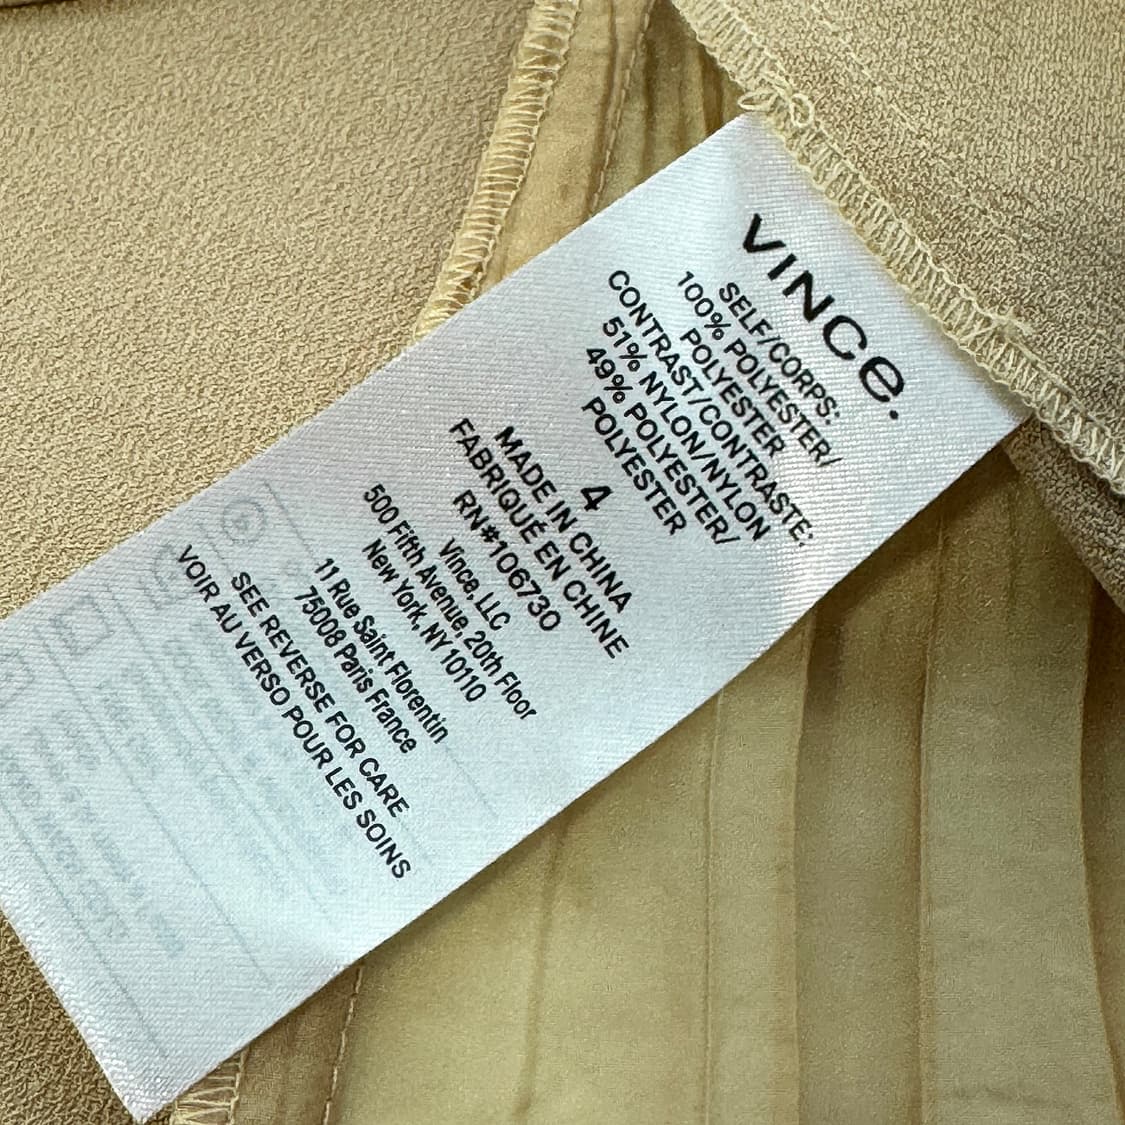 VINCE.
SELF/CORPS:
100% POLYESTER/
POLYESTER
CONTRAST/CONTRASTE:
51% NYLON/NYLON
49% POLYESTER/
POLYESTER
4
MADE IN CHINA
FABRIQUÉ EN CHINE
RN#106730
Vince, LLC
500 Fifth Avenue, 20th Floor
New York, NY 10110
11 Rue Saint Florentin
75008 Paris France
SEE REVERSE FOR CARE
VOIR AU VERSO POUR LES SOINS